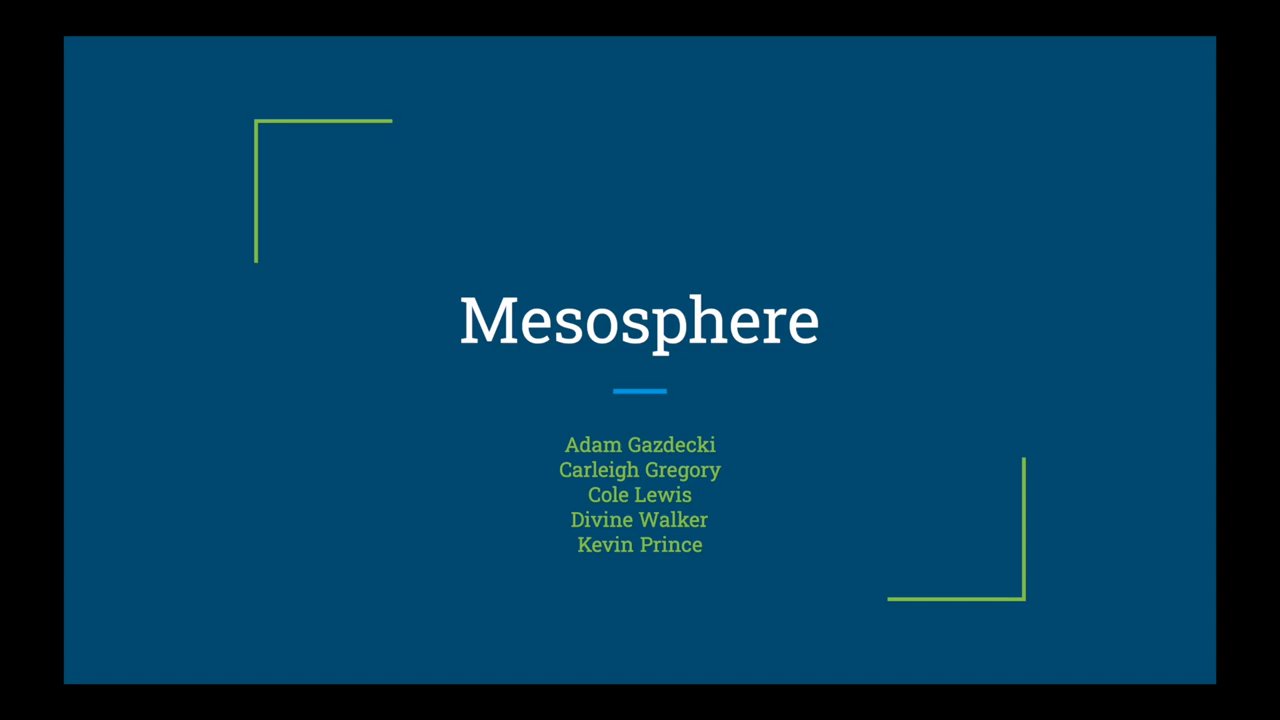 Mesosphere
Adam Gazdecki
Carleigh Gregory
Cole Lewis
Divine Walker
Kevin Prince